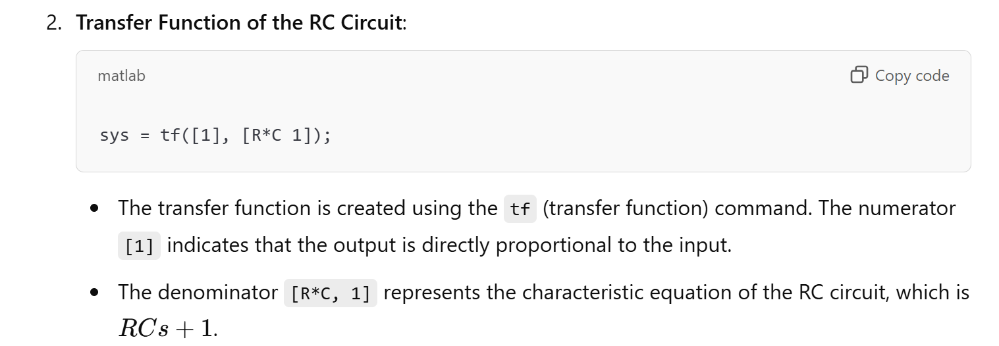 2. Transfer Function of the RC Circuit:
matlab
Copy code
sys = tf([1], [R*C 1]);
• The transfer function is created using the tf (transfer function) command. The numerator
[1] indicates that the output is directly proportional to the input.
• The denominator [R*C, 1] represents the characteristic equation of the RC circuit, which is
RCs + 1.